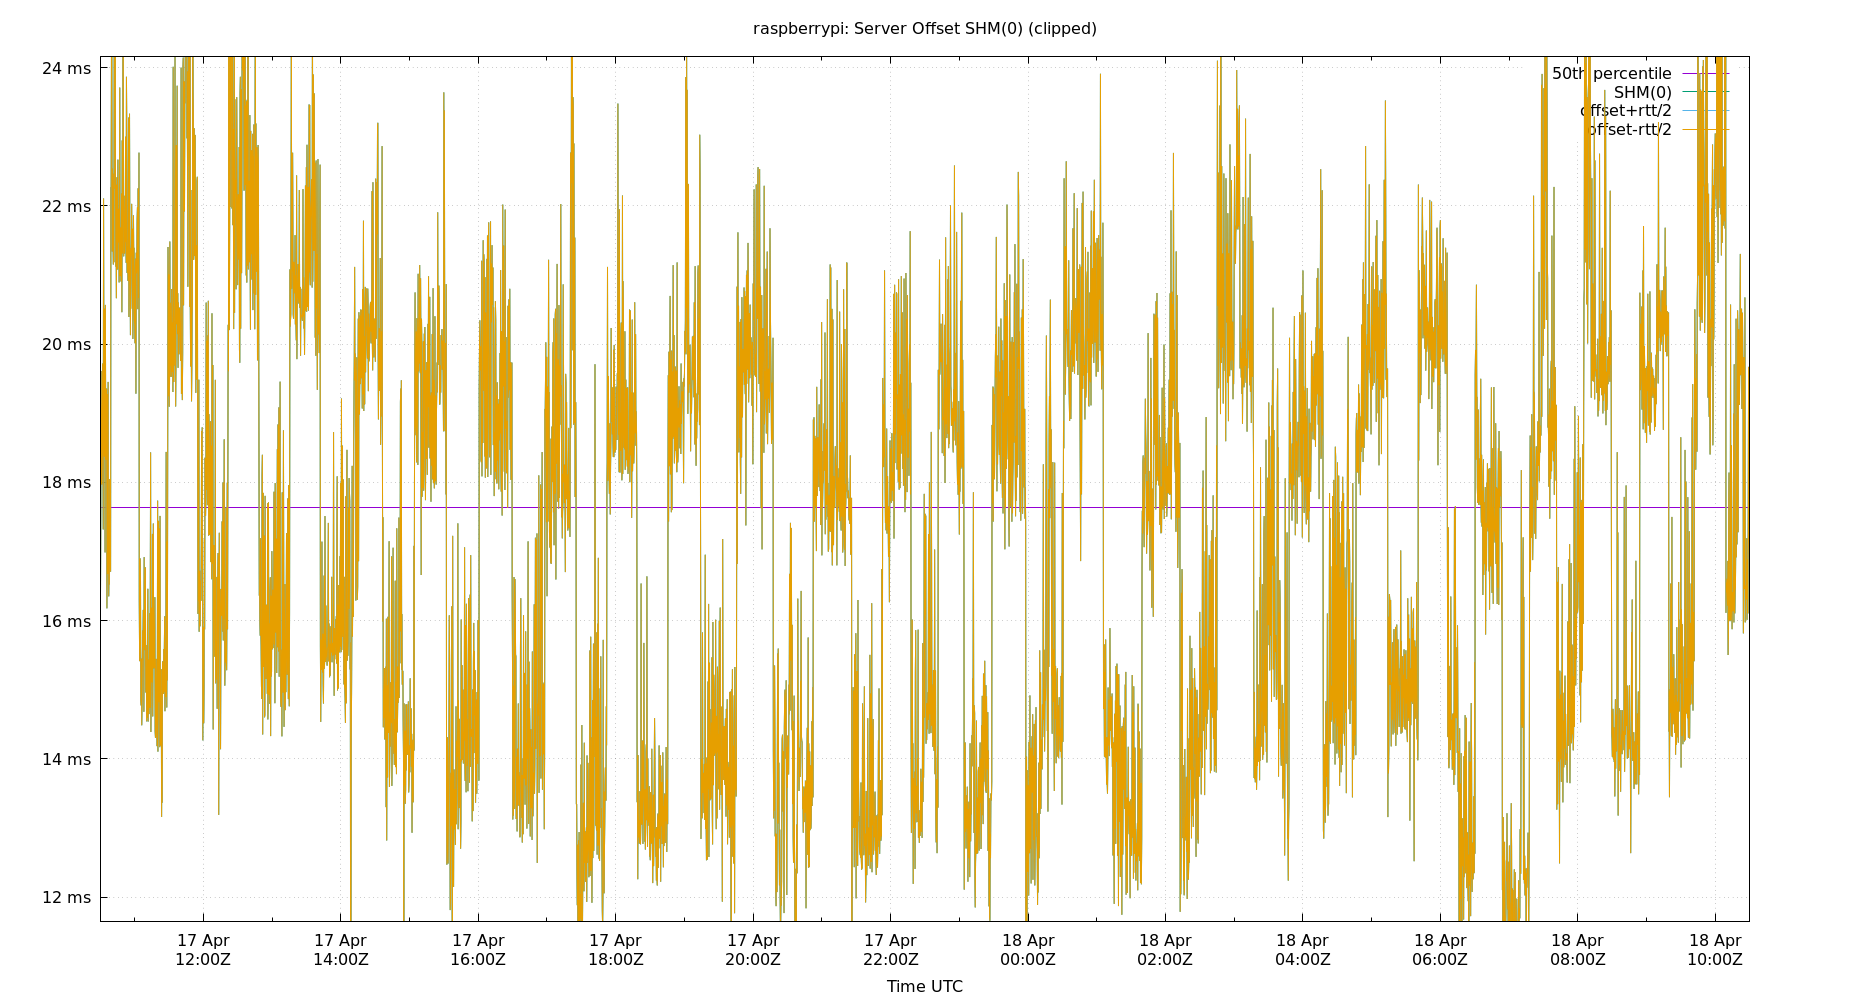 raspberrypi: Server Offset SHM(0) (clipped)
24 ms
22 ms
20 ms
18 ms
16 ms
14 ms
12 ms
50th percentile
SHM(0)
offset+rtt/2
offset-rtt/2
17 Apr
12:00Z
17 Apr
14:00Z
17 Apr
16:00Z
17 Apr
18:00Z
17 Apr
20:00Z
17 Apr
22:00Z
18 Apr
00:00Z
18 Apr
02:00Z
18 Apr
04:00Z
18 Apr
06:00Z
18 Apr
08:00Z
18 Apr
10:00Z
Time UTC